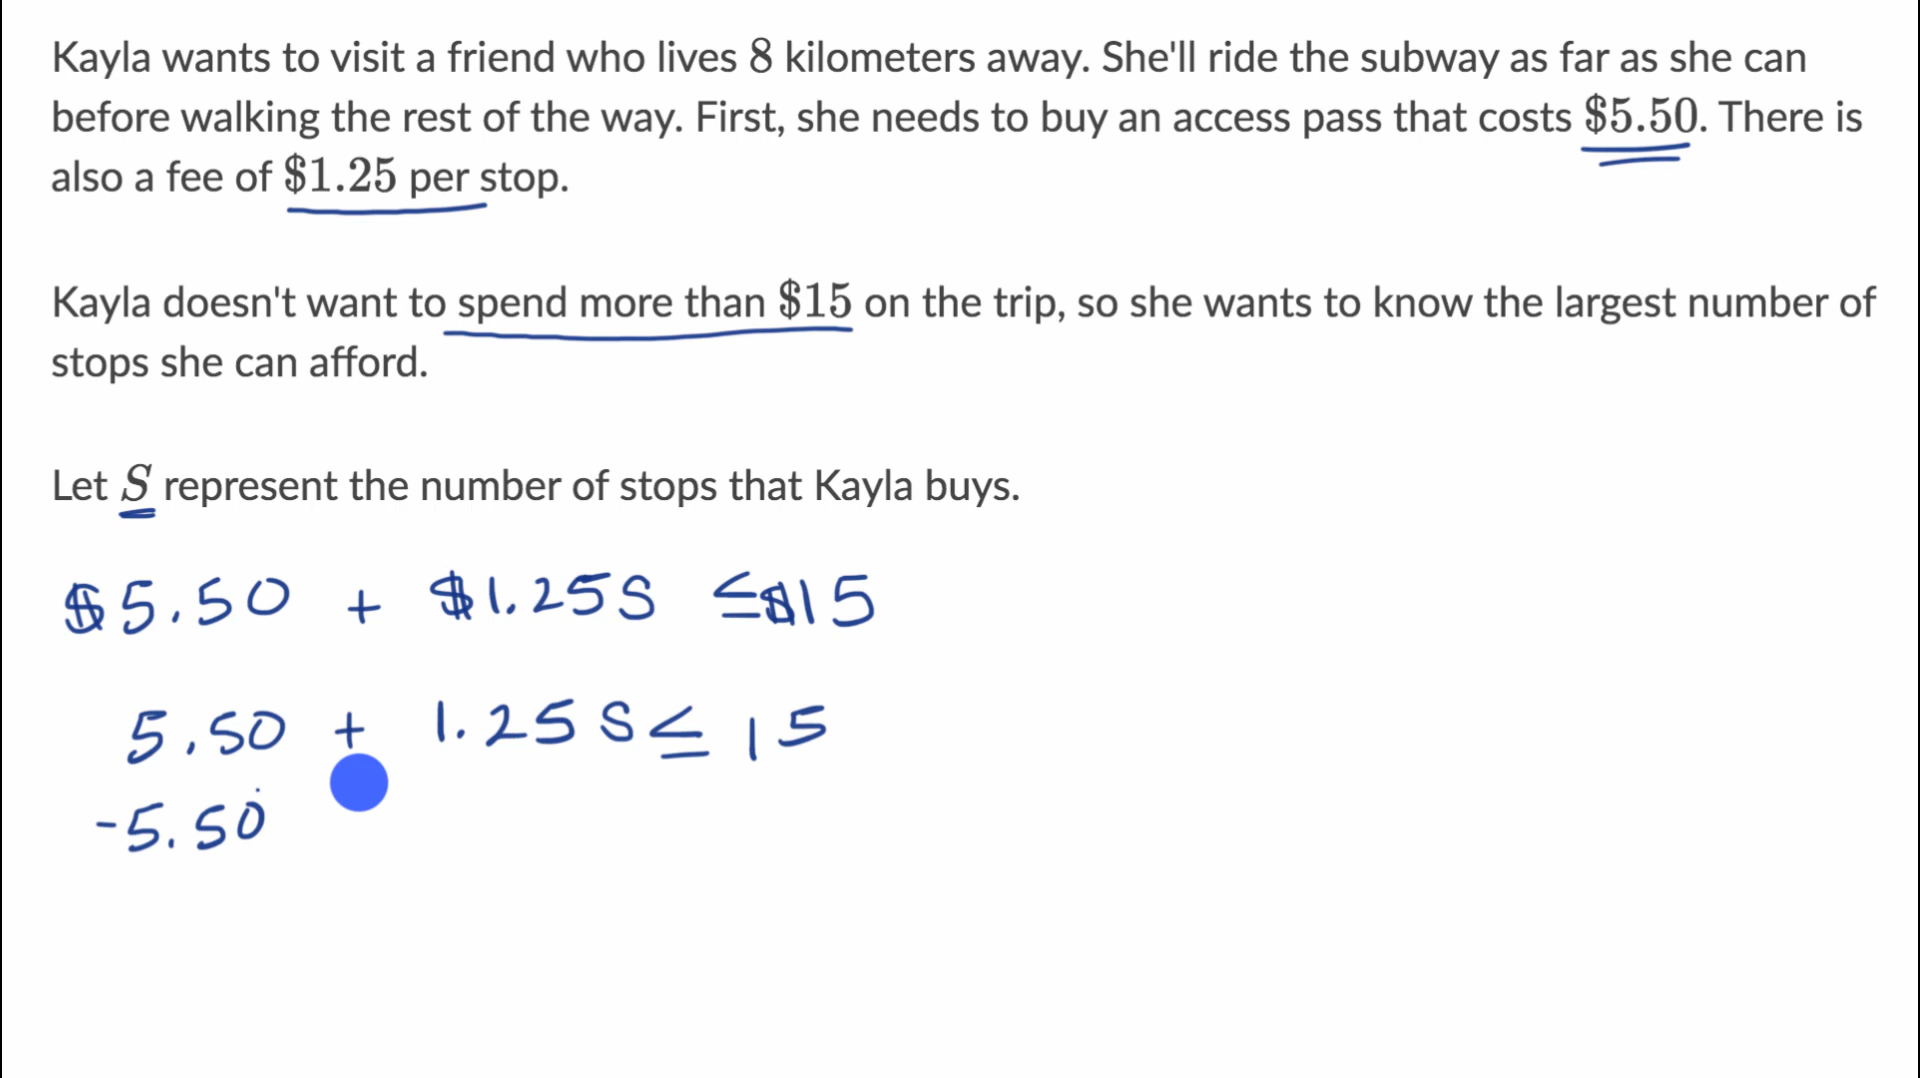 Kayla wants to visit a friend who lives 8 kilometers away. She'll ride the subway as far as she can
before walking the rest of the way. First, she needs to buy an access pass that costs $5.50. There is
also a fee of $1.25 per stop.
Kayla doesn't want to spend more than $15 on the trip, so she wants to know the largest number of
stops she can afford.
Let S represent the number of stops that Kayla buys.
$5.50 + $1.25S ≤$15
5.50 + 1.25 S ≤ 15
-5.50